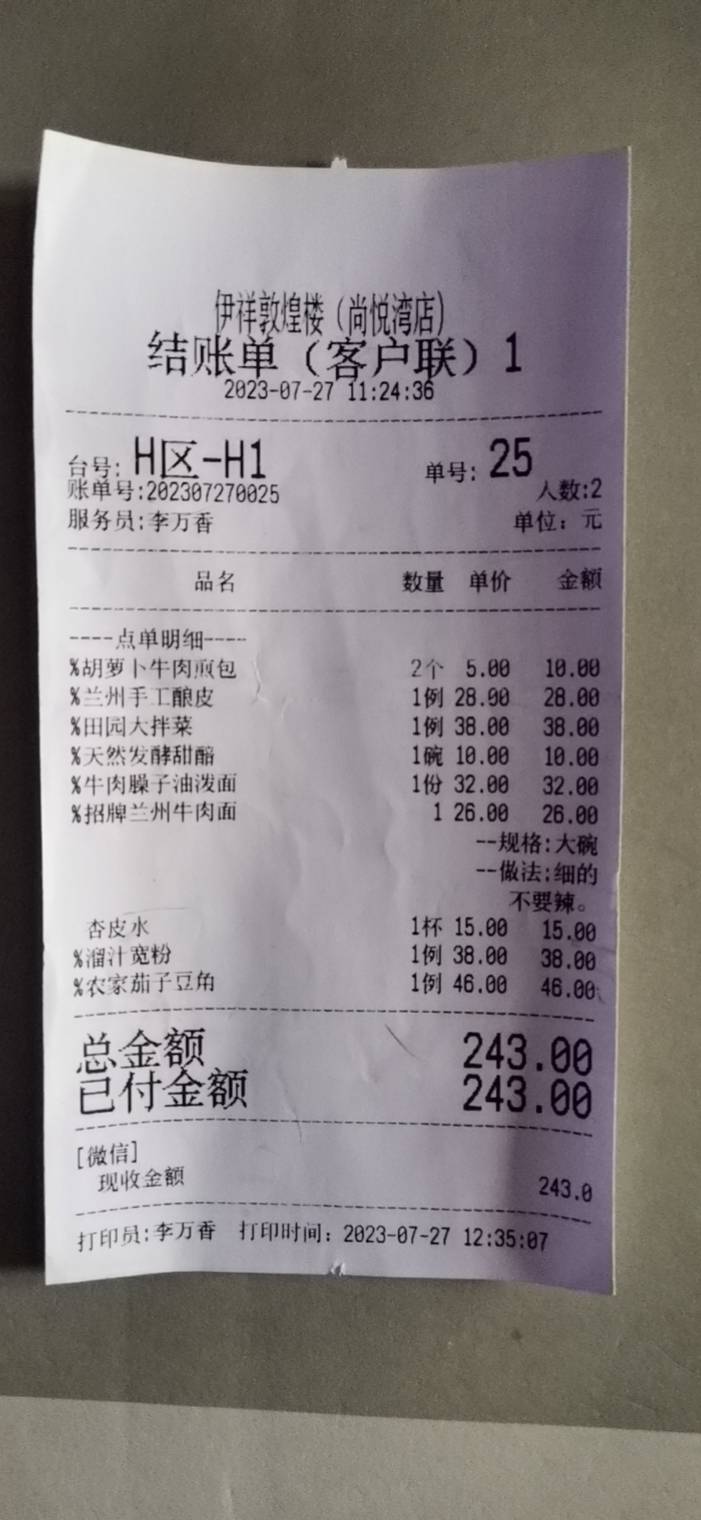 伊祥敦煌楼（尚悦湾店）
结账单（客户联）1
2023-07-27 11:24:36
台号: H区-H1 单号: 25
账单号:202307270025 人数:2
服务员:李万香 单位：元
品名 数量 单价 金额
----点单明细----
%胡萝卜牛肉煎包 2个 5.00 10.00
%兰州手工酿皮 1例 28.00 28.00
%田园大拌菜 1例 38.00 38.00
%天然发酵甜醅 1碗 10.00 10.00
%牛肉臊子油泼面 1份 32.00 32.00
%招牌兰州牛肉面 1 26.00 26.00
--规格:大碗
--做法:细的
不要辣。
杏皮水 1杯 15.00 15.00
%溜汁宽粉 1例 38.00 38.00
%农家茄子豆角 1例 46.00 46.00
总金额 243.00
已付金额 243.00
[微信]
现收金额 243.0
打印员:李万香 打印时间：2023-07-27 12:35:07